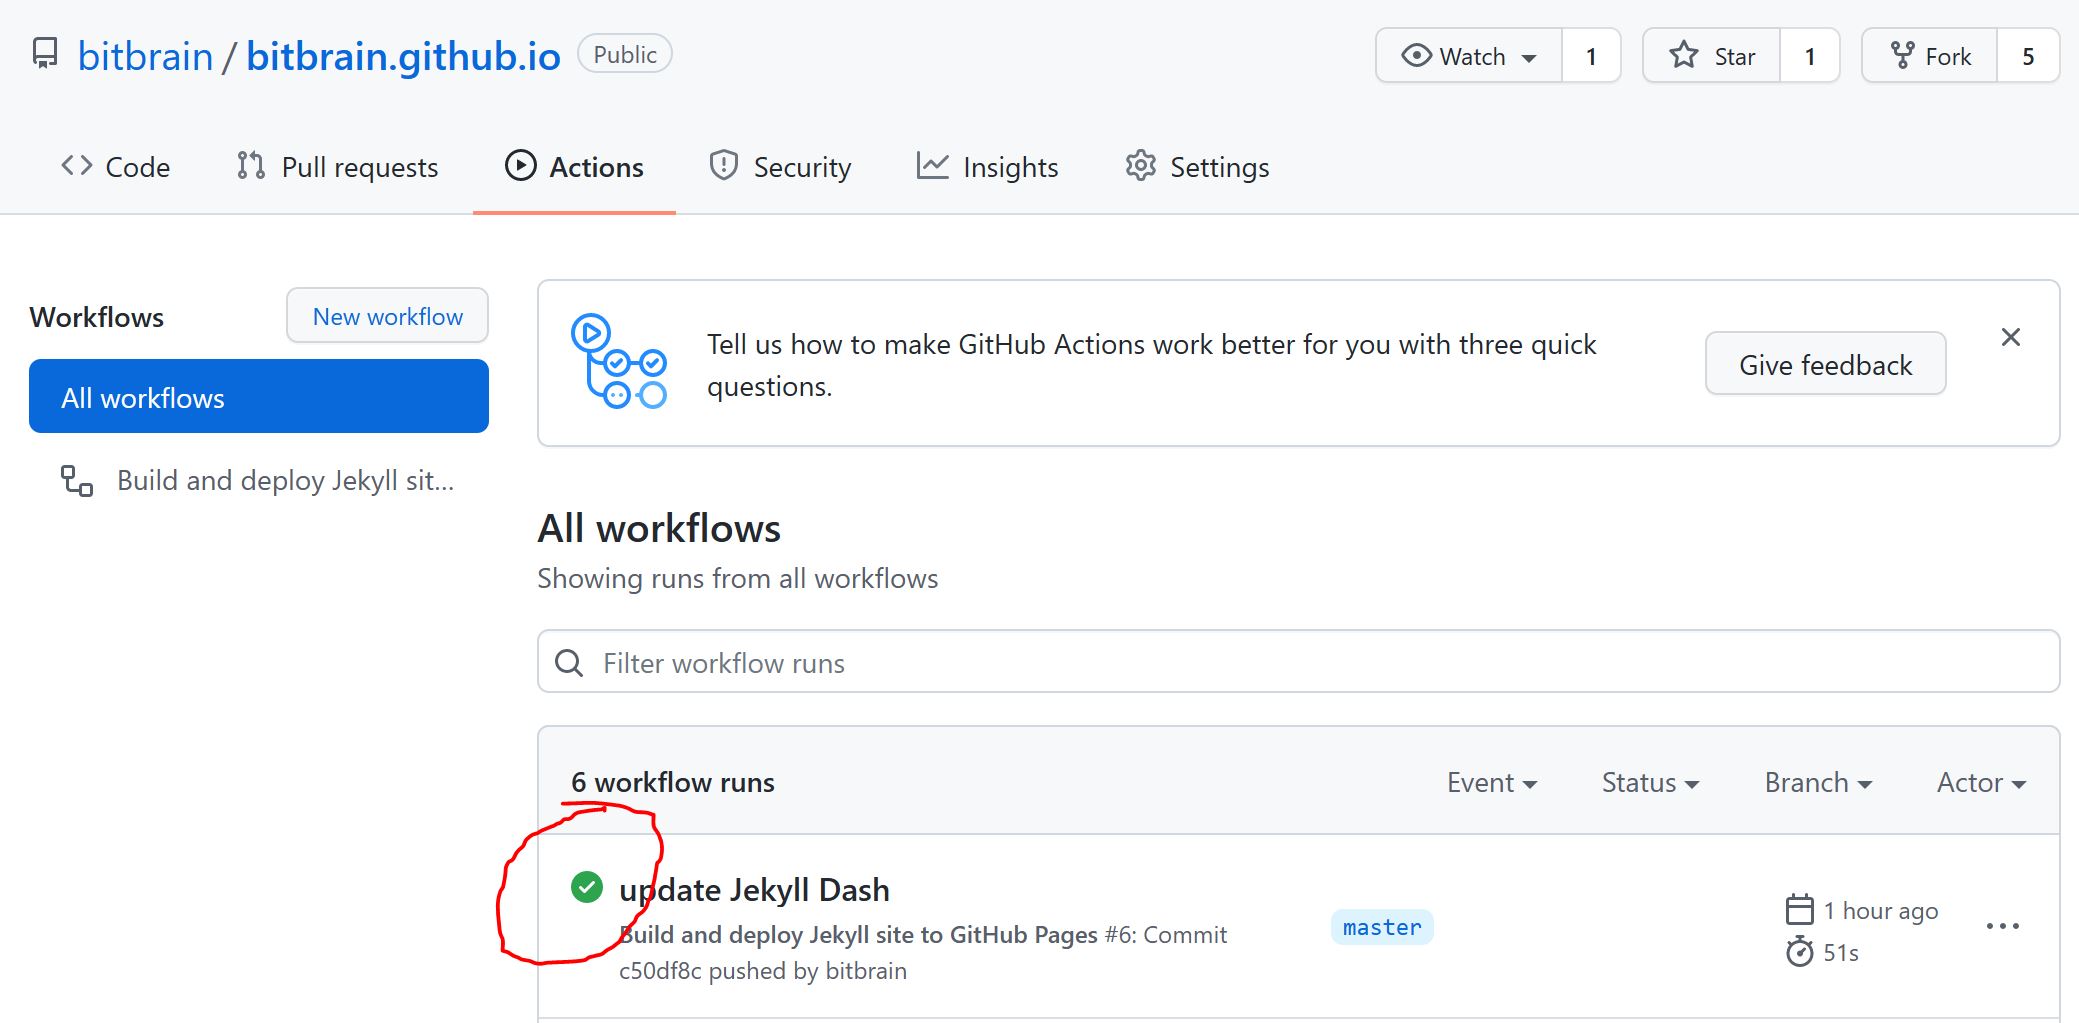 bitbrain / bitbrain.github.io Public Watch 1 Star 1 Fork 5
Code Pull requests Actions Security Insights Settings
Workflows New workflow
All workflows
Build and deploy Jekyll sit...
Tell us how to make GitHub Actions work better for you with three quick
questions.
Give feedback
All workflows
Showing runs from all workflows
Filter workflow runs
6 workflow runs Event Status Branch Actor
update Jekyll Dash
Build and deploy Jekyll site to GitHub Pages #6: Commit
c50df8c pushed by bitbrain
master
1 hour ago
51s